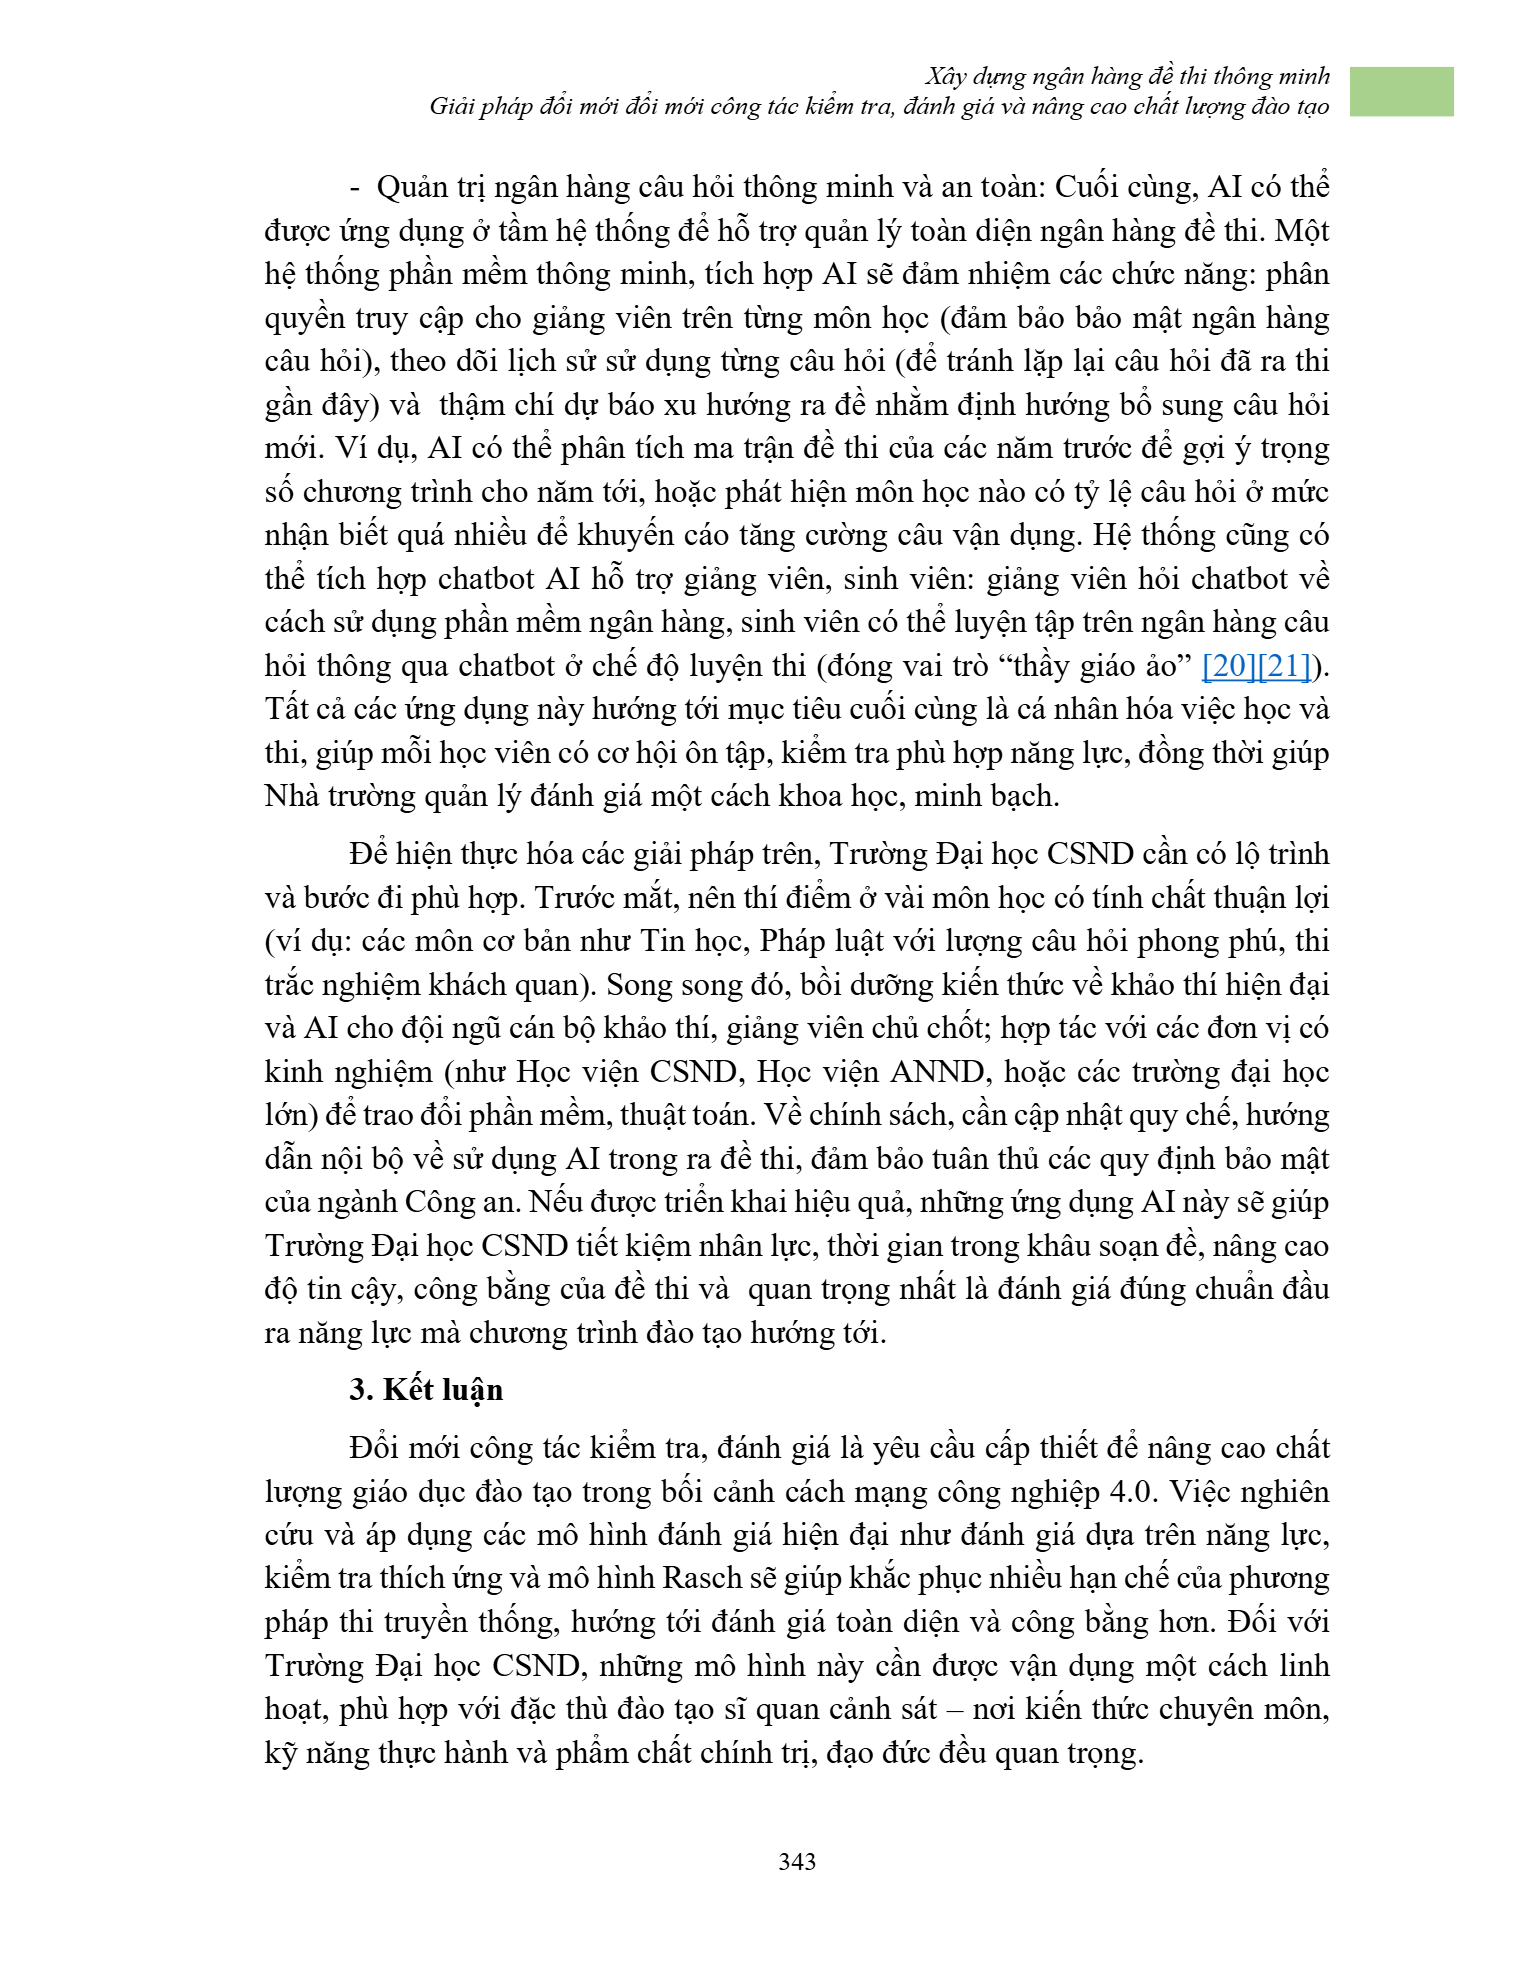 Xây dựng ngân hàng đề thi thông minh
Giải pháp đổi mới đổi mới công tác kiểm tra, đánh giá và nâng cao chất lượng đào tạo
- Quản trị ngân hàng câu hỏi thông minh và an toàn: Cuối cùng, AI có thể
được ứng dụng ở tầm hệ thống để hỗ trợ quản lý toàn diện ngân hàng đề thi. Một
hệ thống phần mềm thông minh, tích hợp AI sẽ đảm nhiệm các chức năng: phân
quyền truy cập cho giảng viên trên từng môn học (đảm bảo bảo mật ngân hàng
câu hỏi), theo dõi lịch sử sử dụng từng câu hỏi (để tránh lặp lại câu hỏi đã ra thi
gần đây) và  thậm chí dự báo xu hướng ra đề nhằm định hướng bổ sung câu hỏi
mới. Ví dụ, AI có thể phân tích ma trận đề thi của các năm trước để gợi ý trọng
số chương trình cho năm tới, hoặc phát hiện môn học nào có tỷ lệ câu hỏi ở mức
nhận biết quá nhiều để khuyến cáo tăng cường câu vận dụng. Hệ thống cũng có
thể tích hợp chatbot AI hỗ trợ giảng viên, sinh viên: giảng viên hỏi chatbot về
cách sử dụng phần mềm ngân hàng, sinh viên có thể luyện tập trên ngân hàng câu
hỏi thông qua chatbot ở chế độ luyện thi (đóng vai trò “thầy giáo ảo” [20][21]).
Tất cả các ứng dụng này hướng tới mục tiêu cuối cùng là cá nhân hóa việc học và
thi, giúp mỗi học viên có cơ hội ôn tập, kiểm tra phù hợp năng lực, đồng thời giúp
Nhà trường quản lý đánh giá một cách khoa học, minh bạch.
Để hiện thực hóa các giải pháp trên, Trường Đại học CSND cần có lộ trình
và bước đi phù hợp. Trước mắt, nên thí điểm ở vài môn học có tính chất thuận lợi
(ví dụ: các môn cơ bản như Tin học, Pháp luật với lượng câu hỏi phong phú, thi
trắc nghiệm khách quan). Song song đó, bồi dưỡng kiến thức về khảo thí hiện đại
và AI cho đội ngũ cán bộ khảo thí, giảng viên chủ chốt; hợp tác với các đơn vị có
kinh nghiệm (như Học viện CSND, Học viện ANND, hoặc các trường đại học
lớn) để trao đổi phần mềm, thuật toán. Về chính sách, cần cập nhật quy chế, hướng
dẫn nội bộ về sử dụng AI trong ra đề thi, đảm bảo tuân thủ các quy định bảo mật
của ngành Công an. Nếu được triển khai hiệu quả, những ứng dụng AI này sẽ giúp
Trường Đại học CSND tiết kiệm nhân lực, thời gian trong khâu soạn đề, nâng cao
độ tin cậy, công bằng của đề thi và  quan trọng nhất là đánh giá đúng chuẩn đầu
ra năng lực mà chương trình đào tạo hướng tới.
3. Kết luận
Đổi mới công tác kiểm tra, đánh giá là yêu cầu cấp thiết để nâng cao chất
lượng giáo dục đào tạo trong bối cảnh cách mạng công nghiệp 4.0. Việc nghiên
cứu và áp dụng các mô hình đánh giá hiện đại như đánh giá dựa trên năng lực,
kiểm tra thích ứng và mô hình Rasch sẽ giúp khắc phục nhiều hạn chế của phương
pháp thi truyền thống, hướng tới đánh giá toàn diện và công bằng hơn. Đối với
Trường Đại học CSND, những mô hình này cần được vận dụng một cách linh
hoạt, phù hợp với đặc thù đào tạo sĩ quan cảnh sát – nơi kiến thức chuyên môn,
kỹ năng thực hành và phẩm chất chính trị, đạo đức đều quan trọng.
343